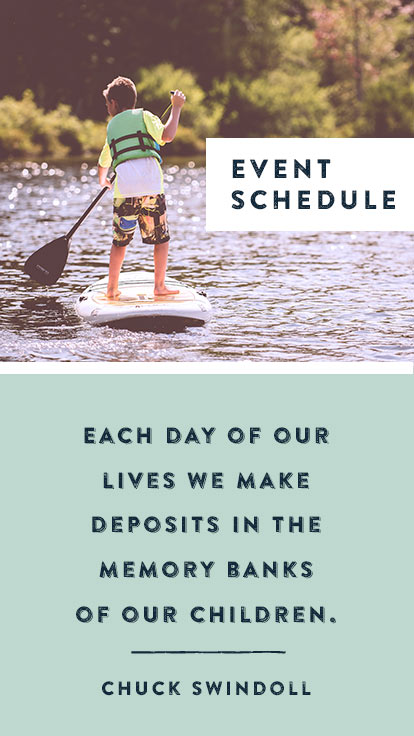 EVENT
SCHEDULE
EACH DAY OF OUR
LIVES WE MAKE
DEPOSITS IN THE
MEMORY BANKS
OF OUR CHILDREN.
CHUCK SWINDOLL